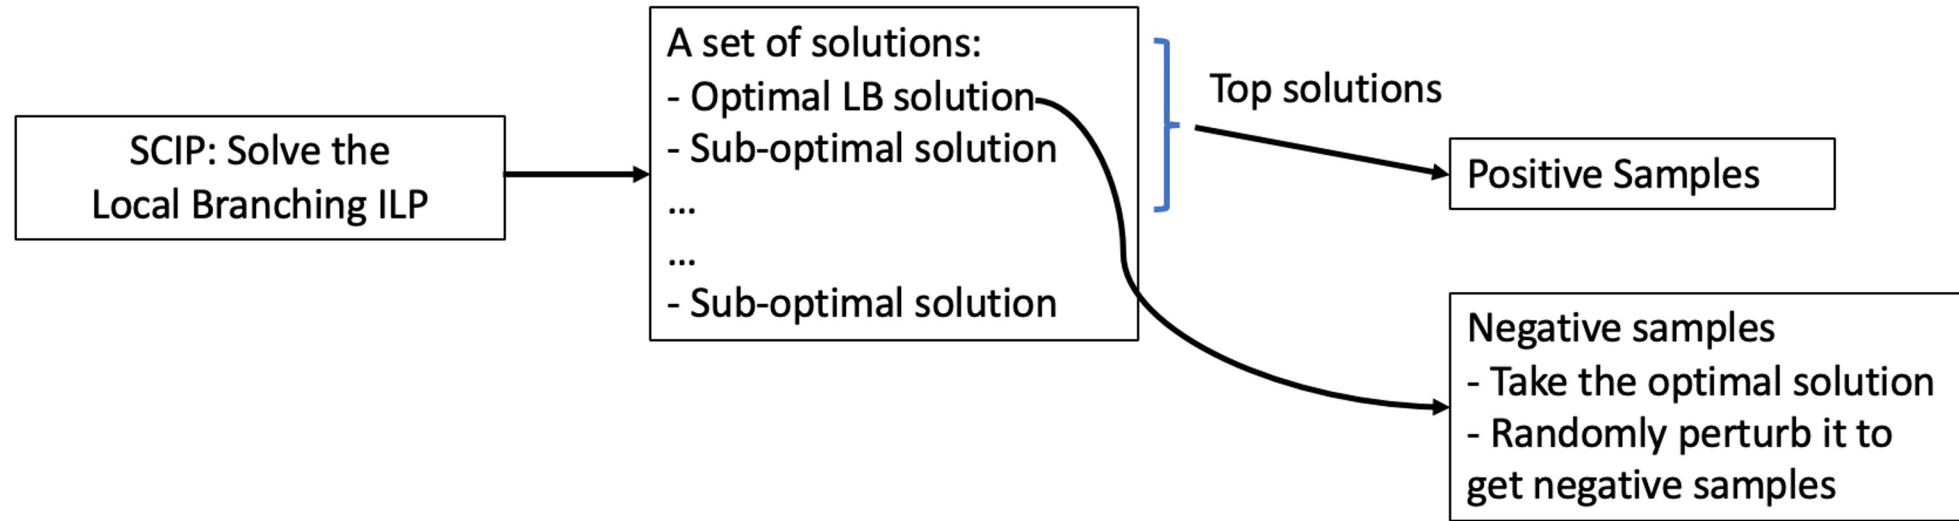 SCIP: Solve the
Local Branching ILP
A set of solutions:
- Optimal LB solution
- Sub-optimal solution
...
...
- Sub-optimal solution
Top solutions
Positive Samples
Negative samples
- Take the optimal solution
- Randomly perturb it to
get negative samples